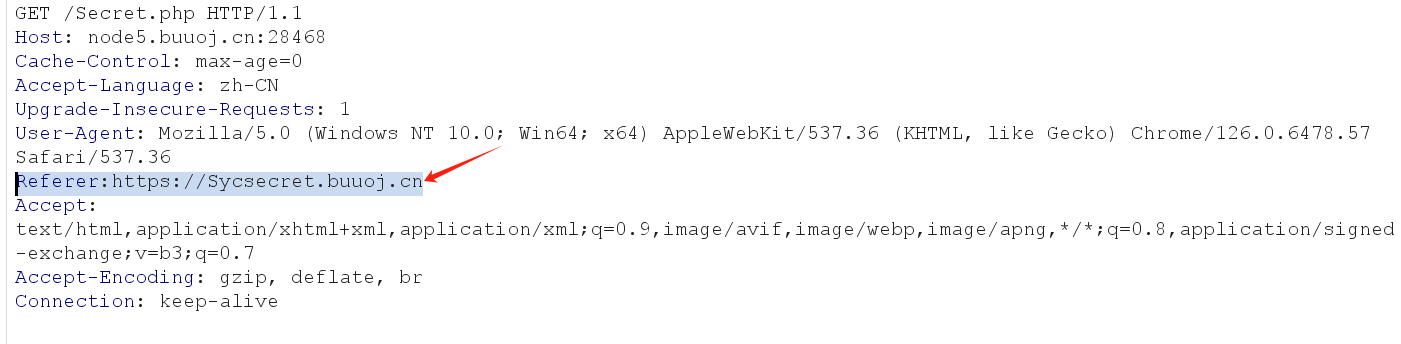 GET /Secret.php HTTP/1.1
Host: node5.buuoj.cn:28468
Cache-Control: max-age=0
Accept-Language: zh-CN
Upgrade-Insecure-Requests: 1
User-Agent: Mozilla/5.0 (Windows NT 10.0; Win64; x64) AppleWebKit/537.36 (KHTML, like Gecko) Chrome/126.0.6478.57
Safari/537.36
Referer:https://Sycsecret.buuoj.cn
Accept:
text/html,application/xhtml+xml,application/xml;q=0.9,image/avif,image/webp,image/apng,*/*;q=0.8,application/signed
-exchange;v=b3;q=0.7
Accept-Encoding: gzip, deflate, br
Connection: keep-alive